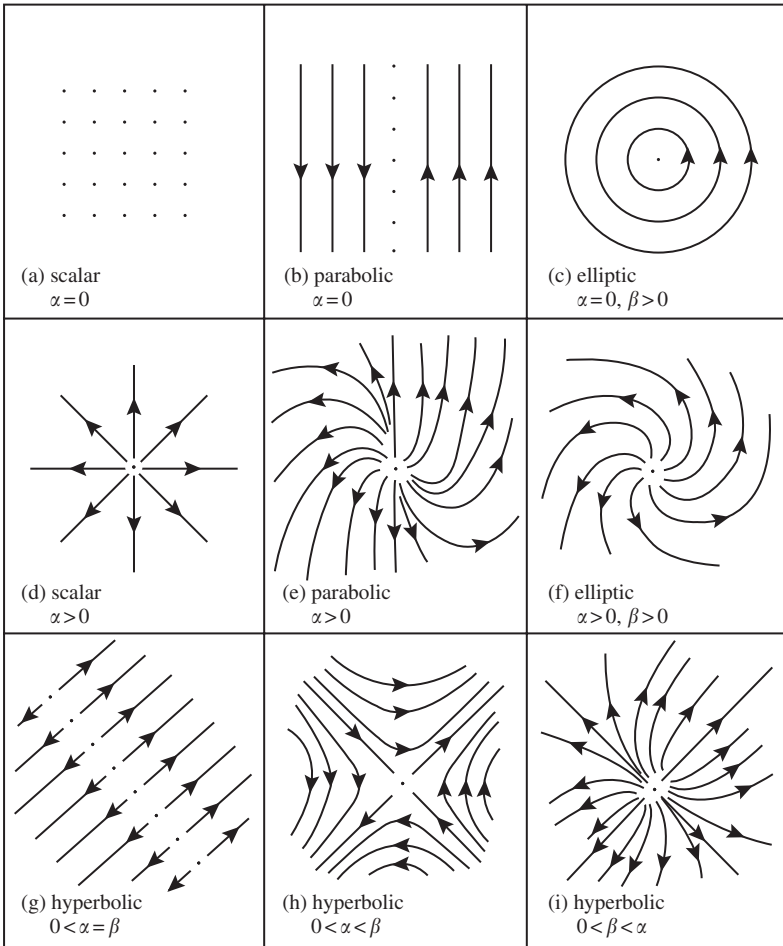 (a) scalar
α = 0
(b) parabolic
α = 0
(c) elliptic
α = 0, β > 0
(d) scalar
α > 0
(e) parabolic
α > 0
(f) elliptic
α > 0, β > 0
(g) hyperbolic
0 < α = β
(h) hyperbolic
0 < α < β
(i) hyperbolic
0 < β < α